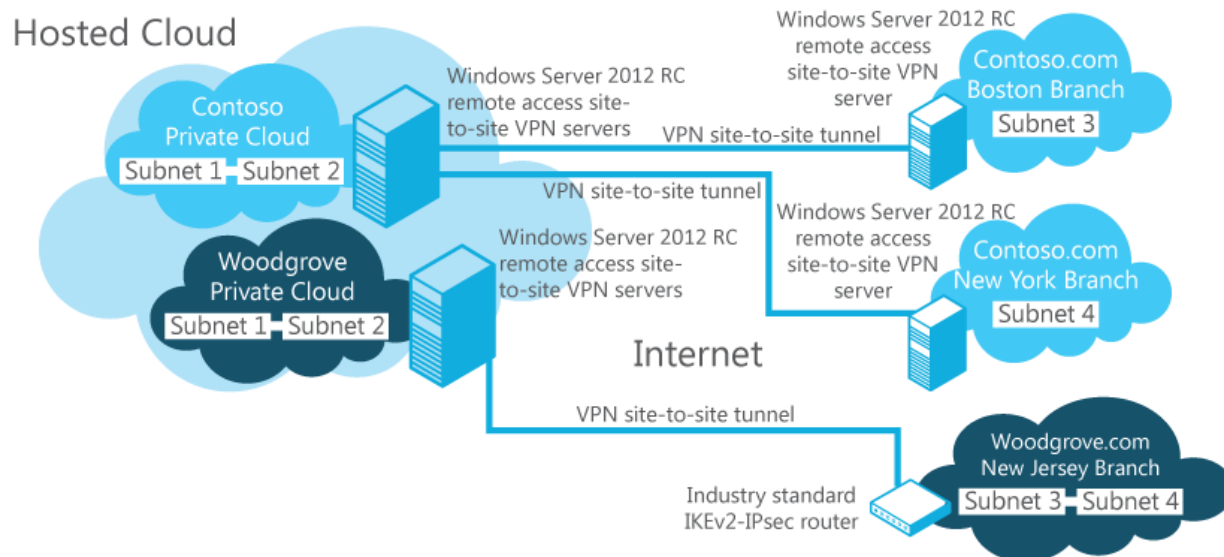 Hosted Cloud
Contoso
Private Cloud
Subnet 1
Subnet 2
Windows Server 2012 RC
remote access site-
to-site VPN servers
VPN site-to-site tunnel
Windows Server 2012 RC
remote access
site-to-site VPN
server
Contoso.com
Boston Branch
Subnet 3
VPN site-to-site tunnel
Windows Server 2012 RC
remote access
site-to-site VPN
server
Contoso.com
New York Branch
Subnet 4
Woodgrove
Private Cloud
Subnet 1
Subnet 2
Windows Server 2012 RC
remote access site-
to-site VPN servers
Internet
VPN site-to-site tunnel
Industry standard
IKEv2-IPsec router
Woodgrove.com
New Jersey Branch
Subnet 3
Subnet 4